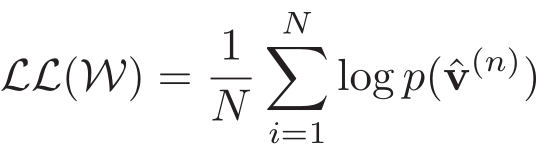 $\mathcal{LL}(\mathcal{W}) = \frac{1}{N} \sum_{i=1}^{N} \log p(\hat{\mathbf{v}}^{(n)})$